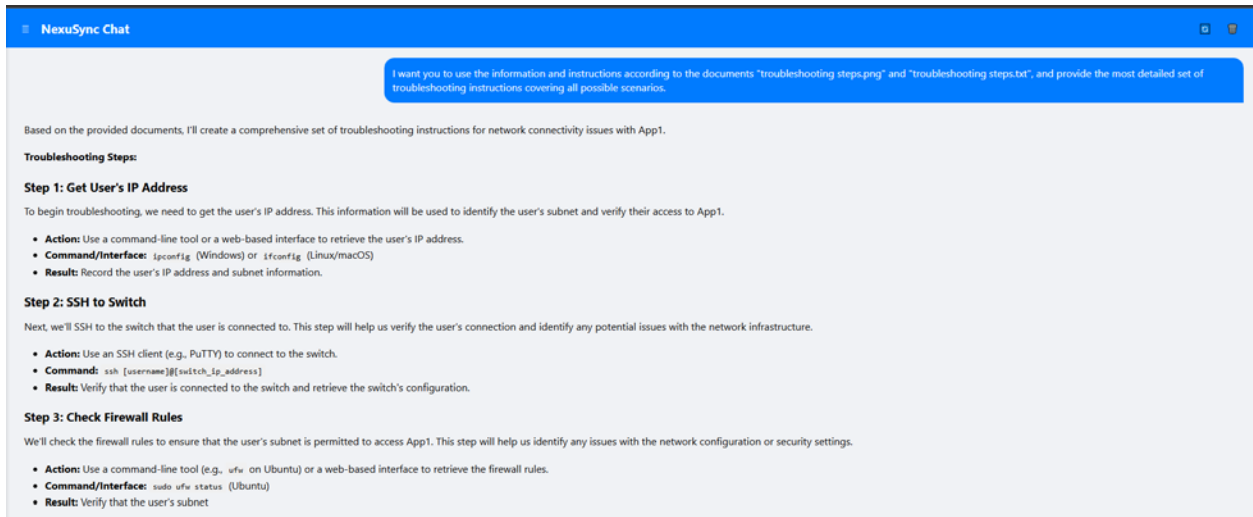 NexuSync Chat
I want you to use the information and instructions according to the documents "troubleshooting steps.png" and "troubleshooting steps.txt", and provide the most detailed set of
troubleshooting instructions covering all possible scenarios.
Based on the provided documents, I'll create a comprehensive set of troubleshooting instructions for network connectivity issues with App1.
Troubleshooting Steps:
Step 1: Get User's IP Address
To begin troubleshooting, we need to get the user's IP address. This information will be used to identify the user's subnet and verify their access to App1.
• Action: Use a command-line tool or a web-based interface to retrieve the user's IP address.
• Command/Interface: ipconfig (Windows) or ifconfig (Linux/macOS)
• Result: Record the user's IP address and subnet information.
Step 2: SSH to Switch
Next, we'll SSH to the switch that the user is connected to. This step will help us verify the user's connection and identify any potential issues with the network infrastructure.
• Action: Use an SSH client (e.g., PuTTY) to connect to the switch.
• Command: ssh [username]@[switch_ip_address]
• Result: Verify that the user is connected to the switch and retrieve the switch's configuration.
Step 3: Check Firewall Rules
We'll check the firewall rules to ensure that the user's subnet is permitted to access App1. This step will help us identify any issues with the network configuration or security settings.
• Action: Use a command-line tool (e.g., ufw on Ubuntu) or a web-based interface to retrieve the firewall rules.
• Command/Interface: sudo ufw status (Ubuntu)
• Result: Verify that the user's subnet